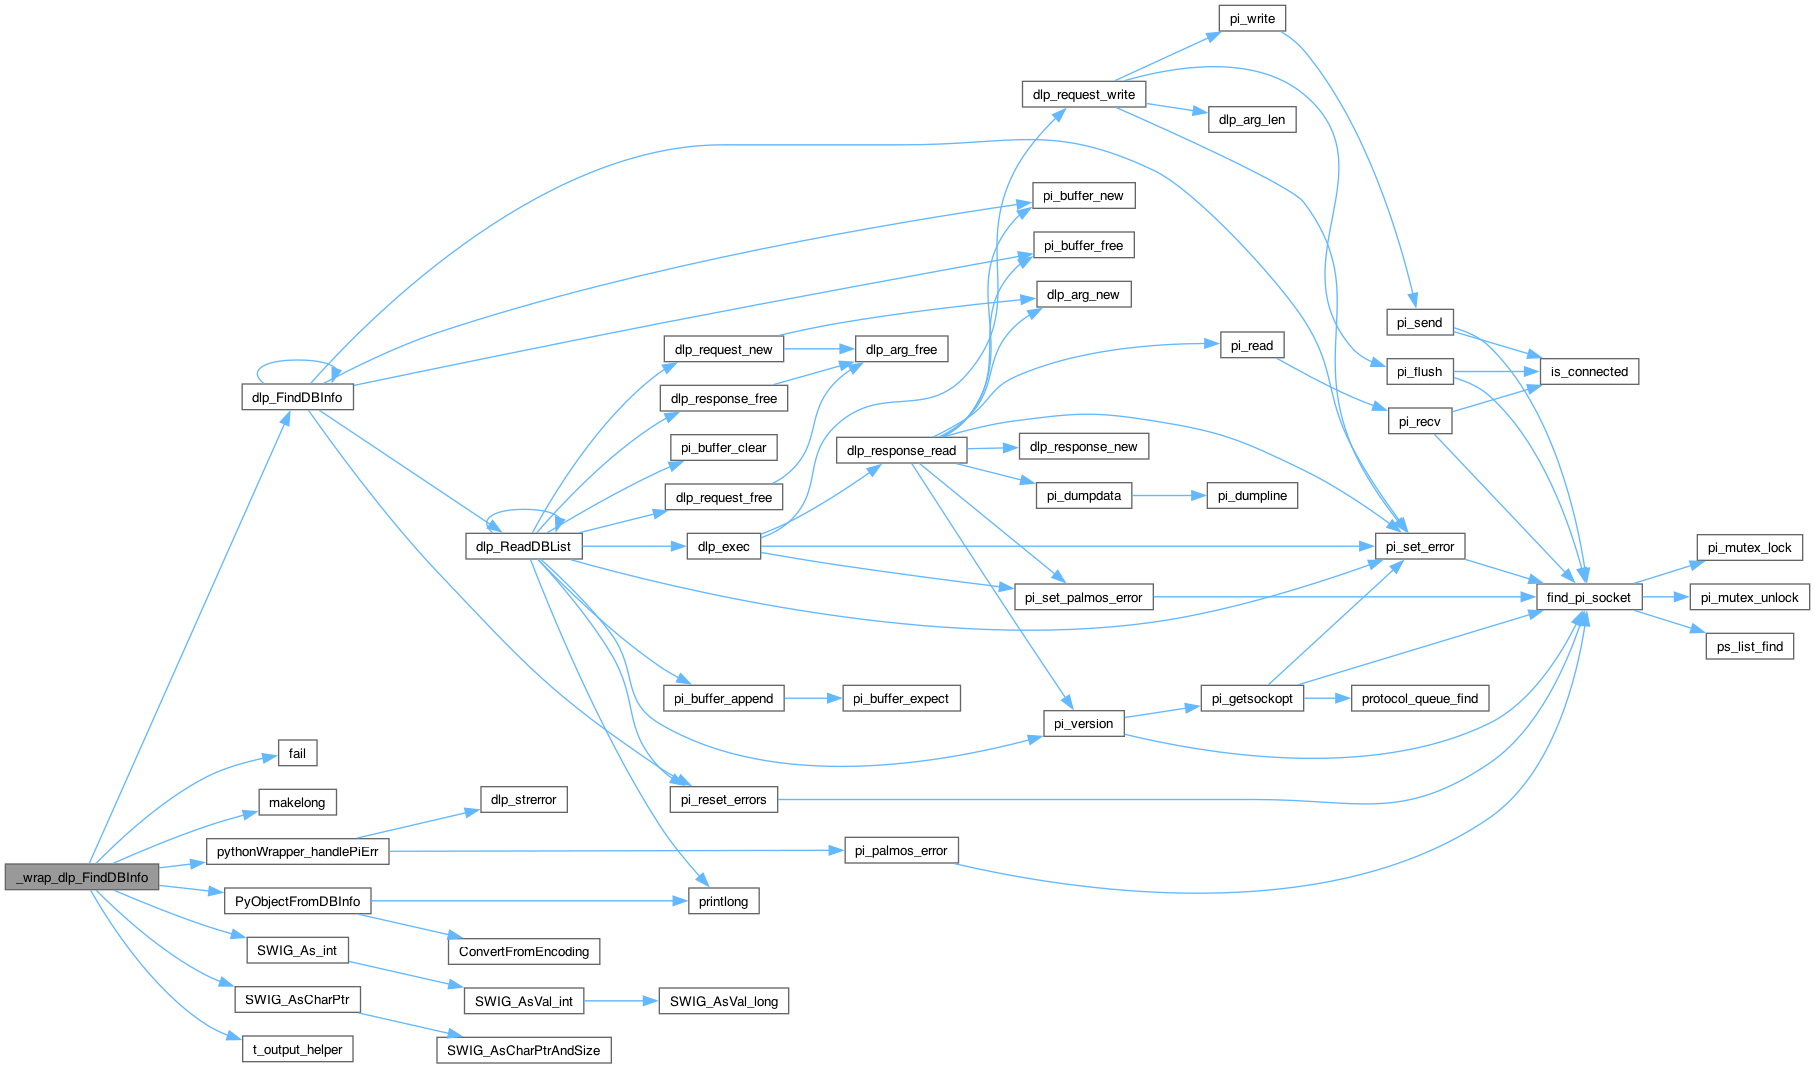 pi_write
dlp_request_write
dlp_arg_len
pi_buffer_new
pi_buffer_free
dlp_arg_new
pi_send
dlp_request_new
dlp_arg_free
pi_read
pi_flush
is_connected
dlp_FindDBInfo
dlp_response_free
pi_recv
pi_buffer_clear
dlp_response_read
dlp_response_new
dlp_request_free
pi_dumpdata
pi_dumpline
dlp_ReadDBList
dlp_exec
pi_set_error
pi_mutex_lock
pi_set_palmos_error
find_pi_socket
pi_mutex_unlock
ps_list_find
pi_buffer_append
pi_buffer_expect
pi_getsockopt
protocol_queue_find
pi_version
fail
makelong
dlp_strerror
pi_reset_errors
pythonWrapper_handlePiErr
pi_palmos_error
_wrap_dlp_FindDBInfo
PyObjectFromDBInfo
printlong
SWIG_As_int
ConvertFromEncoding
SWIG_AsCharPtr
SWIG_AsVal_int
SWIG_AsVal_long
t_output_helper
SWIG_AsCharPtrAndSize